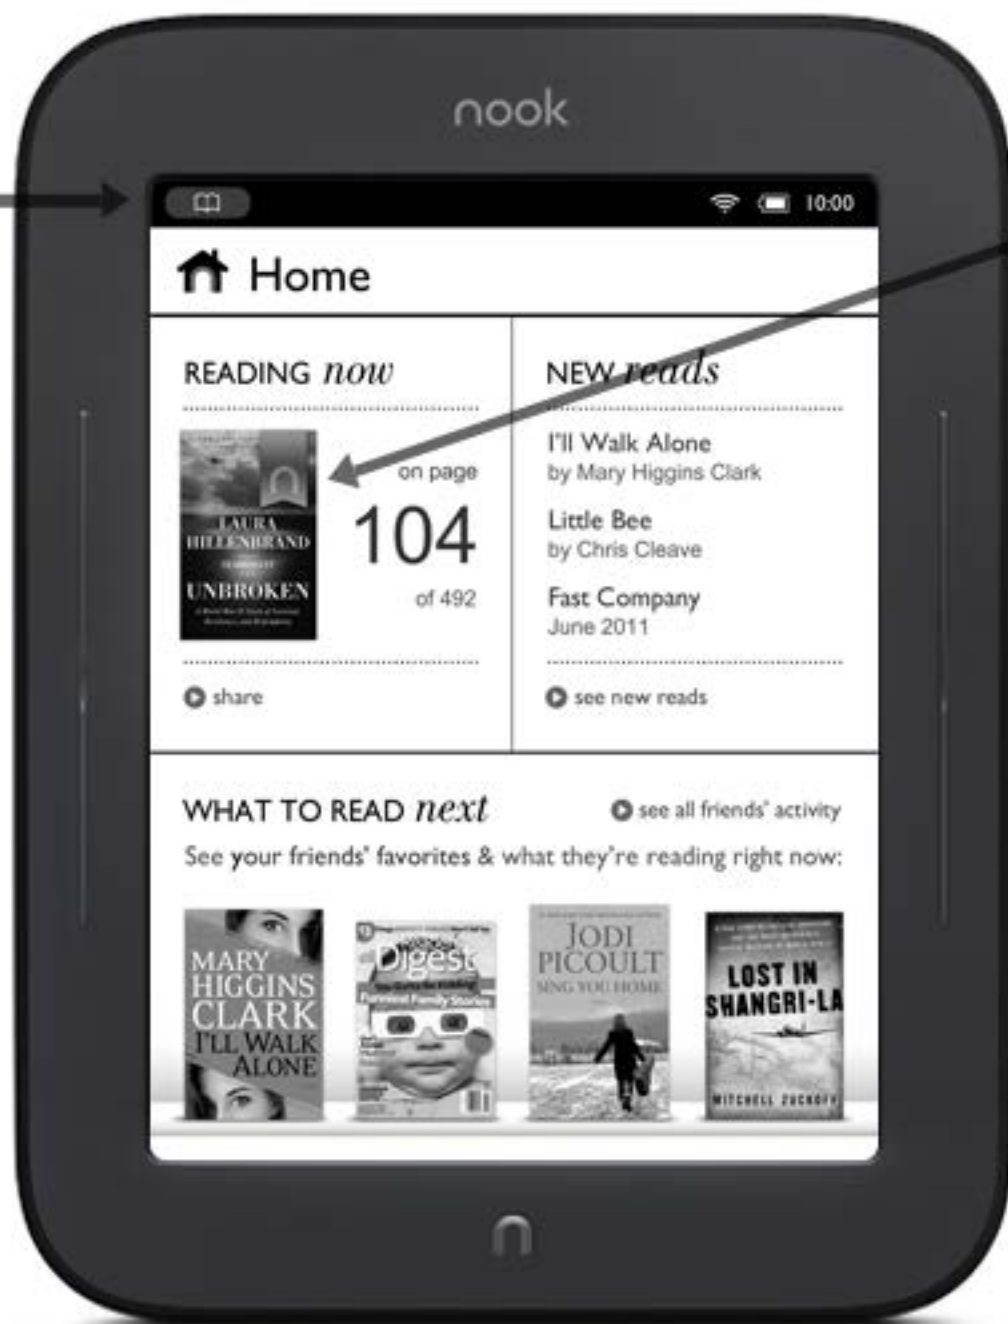 nook
10:00
Home
READING now
on page
104
of 492
LAURA
HILLENBRAND
UNBROKEN
share
NEW reads
I'll Walk Alone
by Mary Higgins Clark
Little Bee
by Chris Cleave
Fast Company
June 2011
see new reads
WHAT TO READ next
see all friends' activity
See your friends' favorites & what they're reading right now:
MARY
HIGGINS
CLARK
I'LL WALK
ALONE
Digest
Funniest Family Stories
JODI
PICOULT
SING YOU HOME
LOST IN
SHANGRI-LA
MITCHELL ZUCKOFF